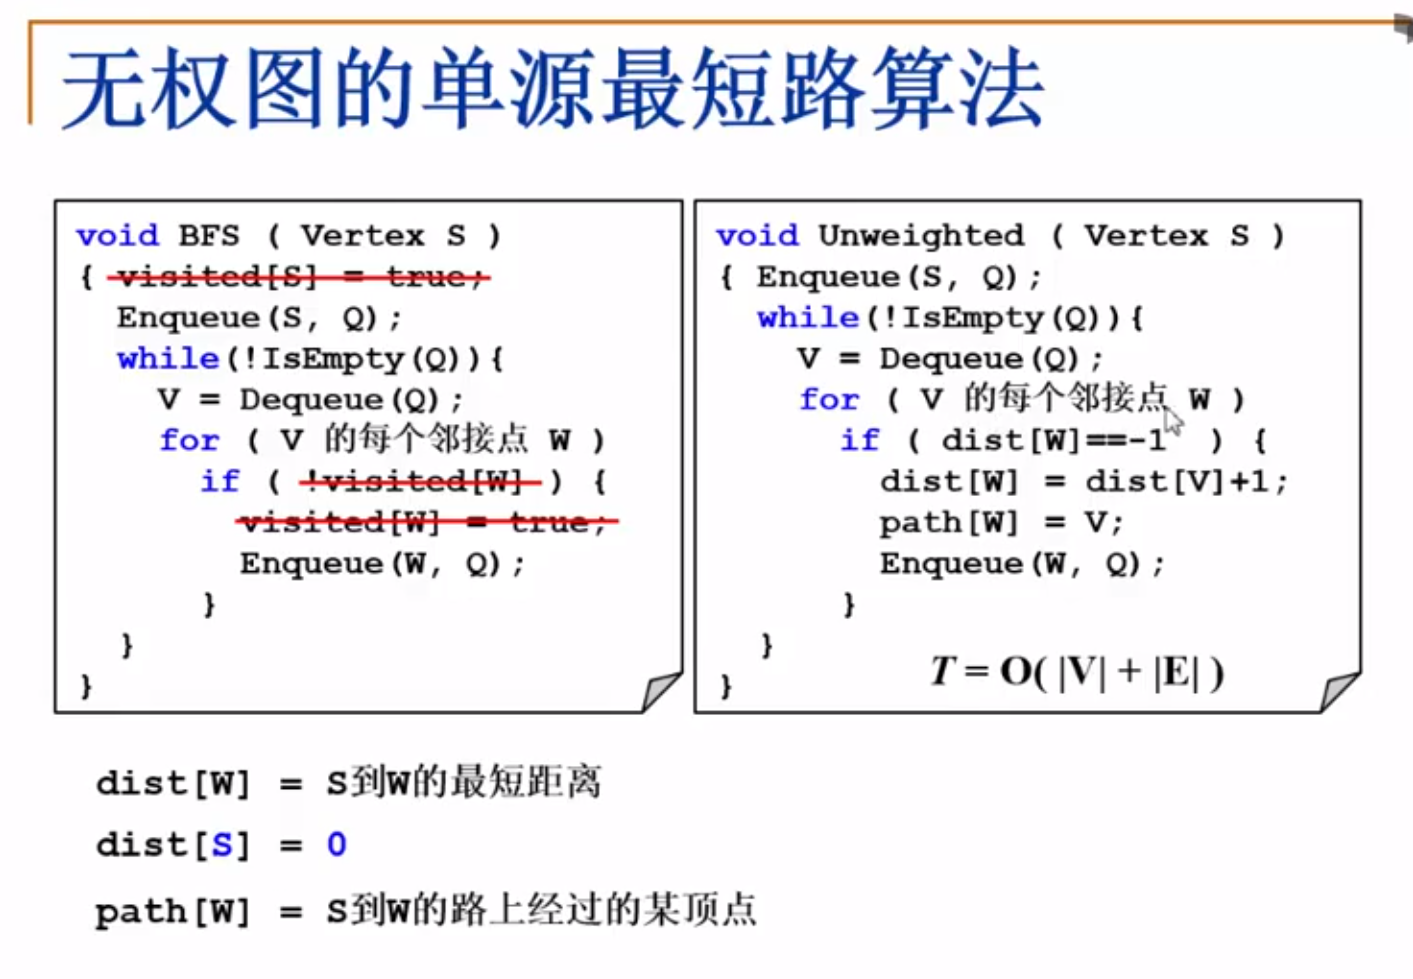 无权图的单源最短路算法
void BFS ( Vertex S )
{ visited[S] = true;
Enqueue(S, Q);
while(!IsEmpty(Q)){
V = Dequeue(Q);
for ( V 的每个邻接点 W )
if ( !visited[W] ) {
visited[W] = true;
Enqueue(W, Q);
}
}
}
void Unweighted ( Vertex S )
{ Enqueue(S, Q);
while(!IsEmpty(Q)){
V = Dequeue(Q);
for ( V 的每个邻接点 W )
if ( dist[W]==-1 ) {
dist[W] = dist[V]+1;
path[W] = V;
Enqueue(W, Q);
}
}
}
T = O( |V| + |E| )
dist[W] = S到W的最短距离
dist[S] = 0
path[W] = S到W的路上经过的某顶点